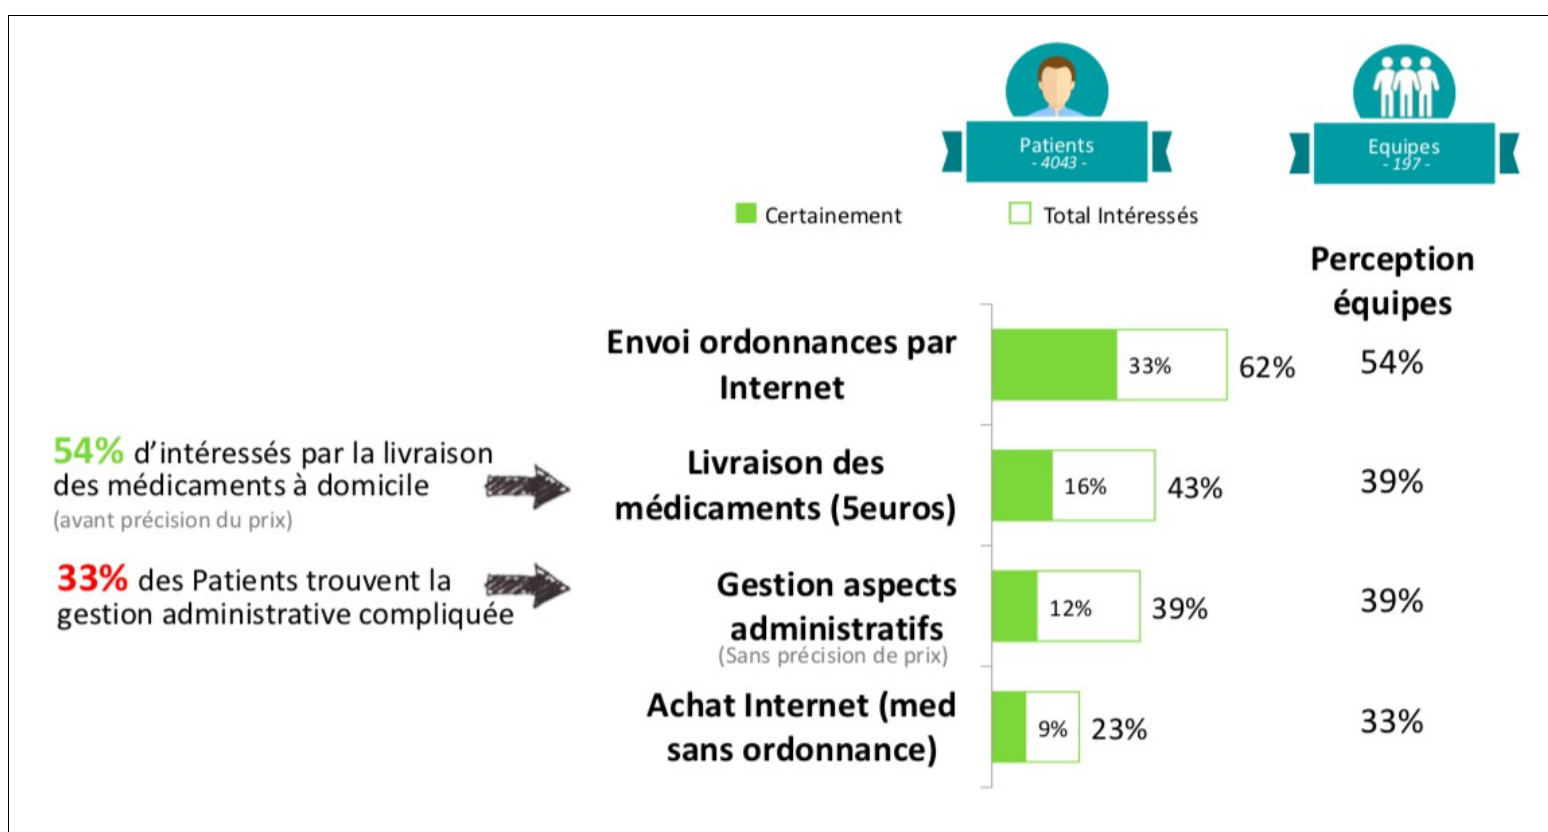 Patients
- 4043 -
Equipes
- 197 -
Certainement
Total Intéressés
Perception
équipes
Envoi ordonnances par
Internet
33%
62%
54%
54% d’intéressés par la livraison
des médicaments à domicile
(avant précision du prix)
Livraison des
médicaments (5euros)
16%
43%
39%
33% des Patients trouvent la
gestion administrative compliquée
Gestion aspects
administratifs
(Sans précision de prix)
12%
39%
39%
Achat Internet (med
sans ordonnance)
9%
23%
33%